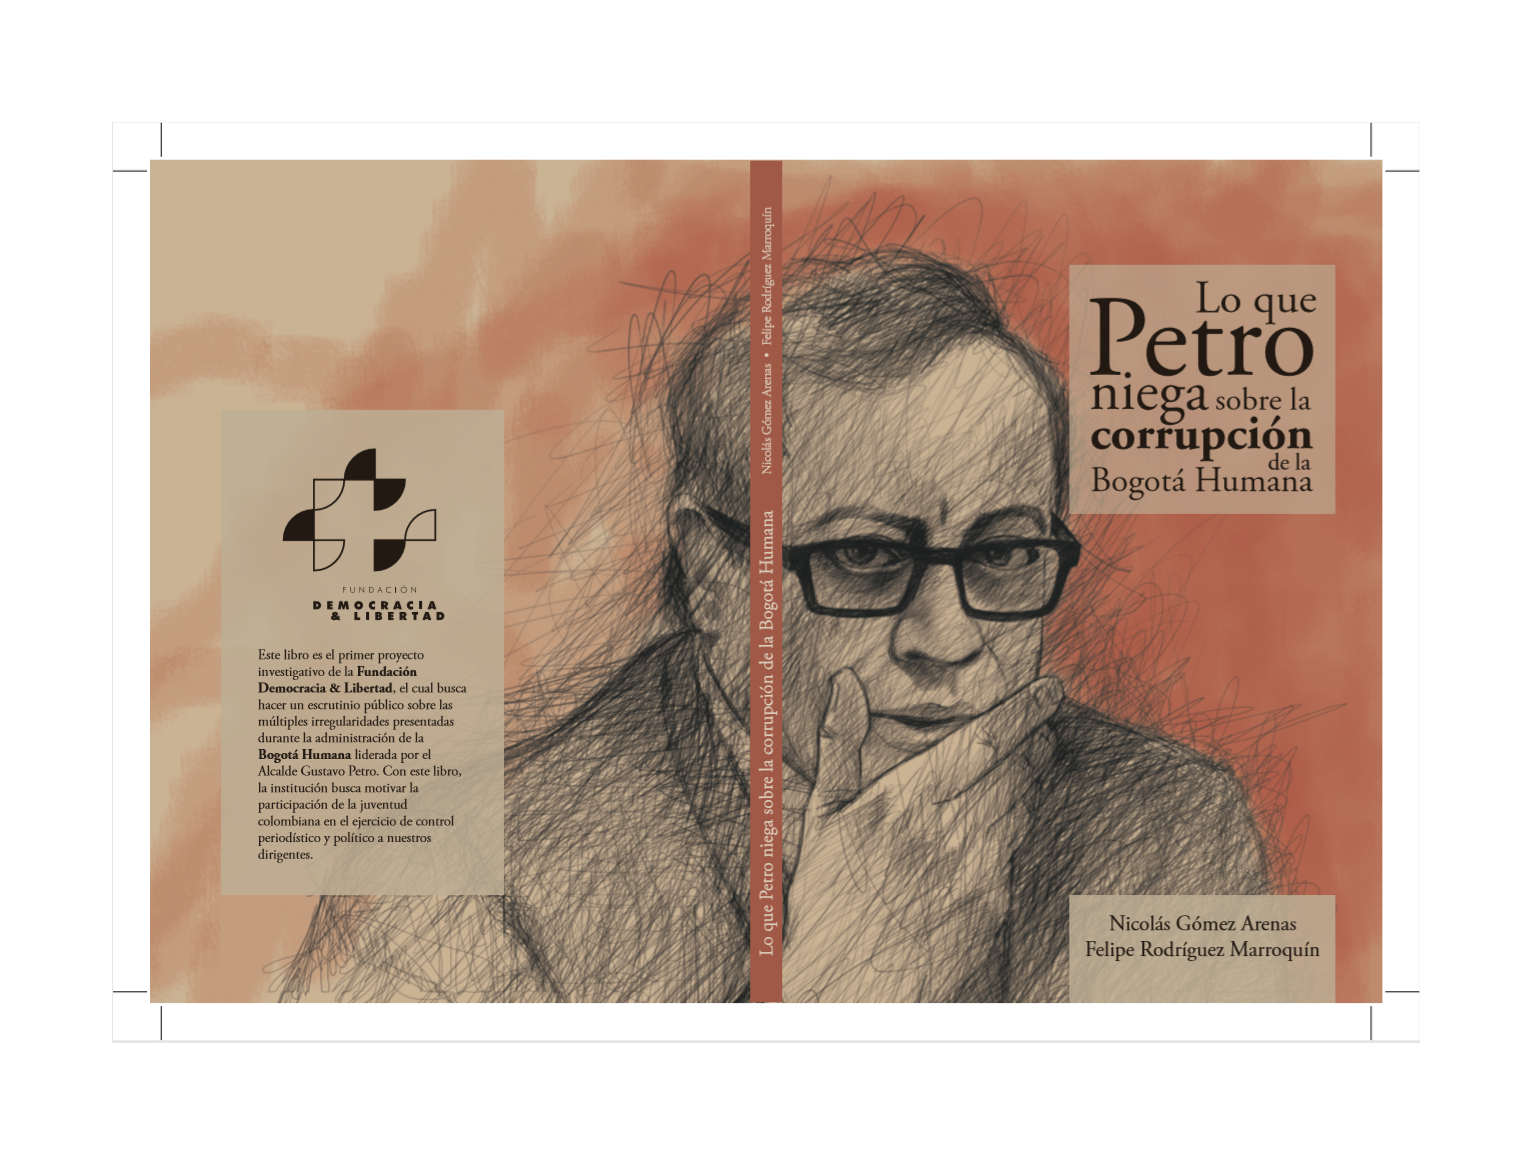 FUNDACIÓN
DEMOCRACIA
& LIBERTAD
Este libro es el primer proyecto
investigativo de la Fundación
Democracia & Libertad, el cual busca
hacer un escrutinio público sobre las
múltiples irregularidades presentadas
durante la administración de la
Bogotá Humana liderada por el
Alcalde Gustavo Petro. Con este libro,
la institución busca motivar la
participación de la juventud
colombiana en el ejercicio de control
periodístico y político a nuestros
dirigentes.
Lo que Petro niega sobre la corrupción de la Bogotá Humana Nicolás Gómez Arenas • Felipe Rodríguez Marroquín
Lo que
Petro
niega sobre la
corrupción
de la
Bogotá Humana
Nicolás Gómez Arenas
Felipe Rodríguez Marroquín